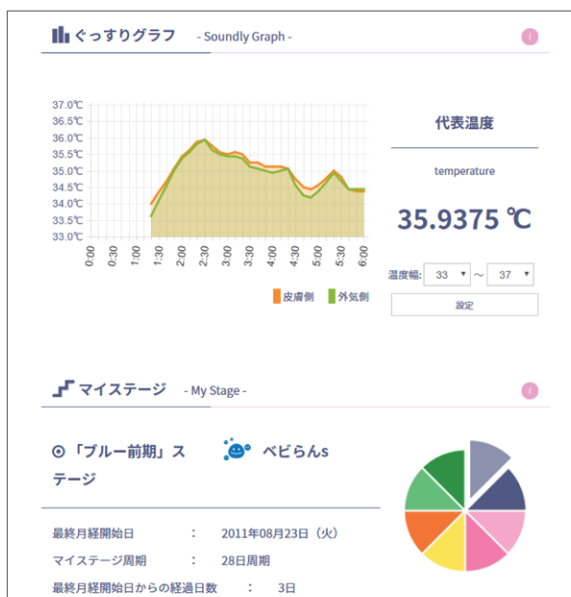 ぐっすりグラフ - Soundly Graph - i
37.0℃
36.5℃
36.0℃
35.5℃
35.0℃
34.5℃
34.0℃
33.5℃
33.0℃
0:00 0:30 1:00 1:30 2:00 2:30 3:00 3:30 4:00 4:30 5:00 5:30 6:00
皮膚側 外気側
代表温度
temperature
35.9375 ℃
温度幅: 33 ～ 37
設定
マイステージ - My Stage - i
「ブルー前期」ス
テージ
ベビらんs
最終月経開始日 ： 2011年08月23日（火）
マイステージ周期 ： 28日周期
最終月経開始日からの経過日数 ： 3日